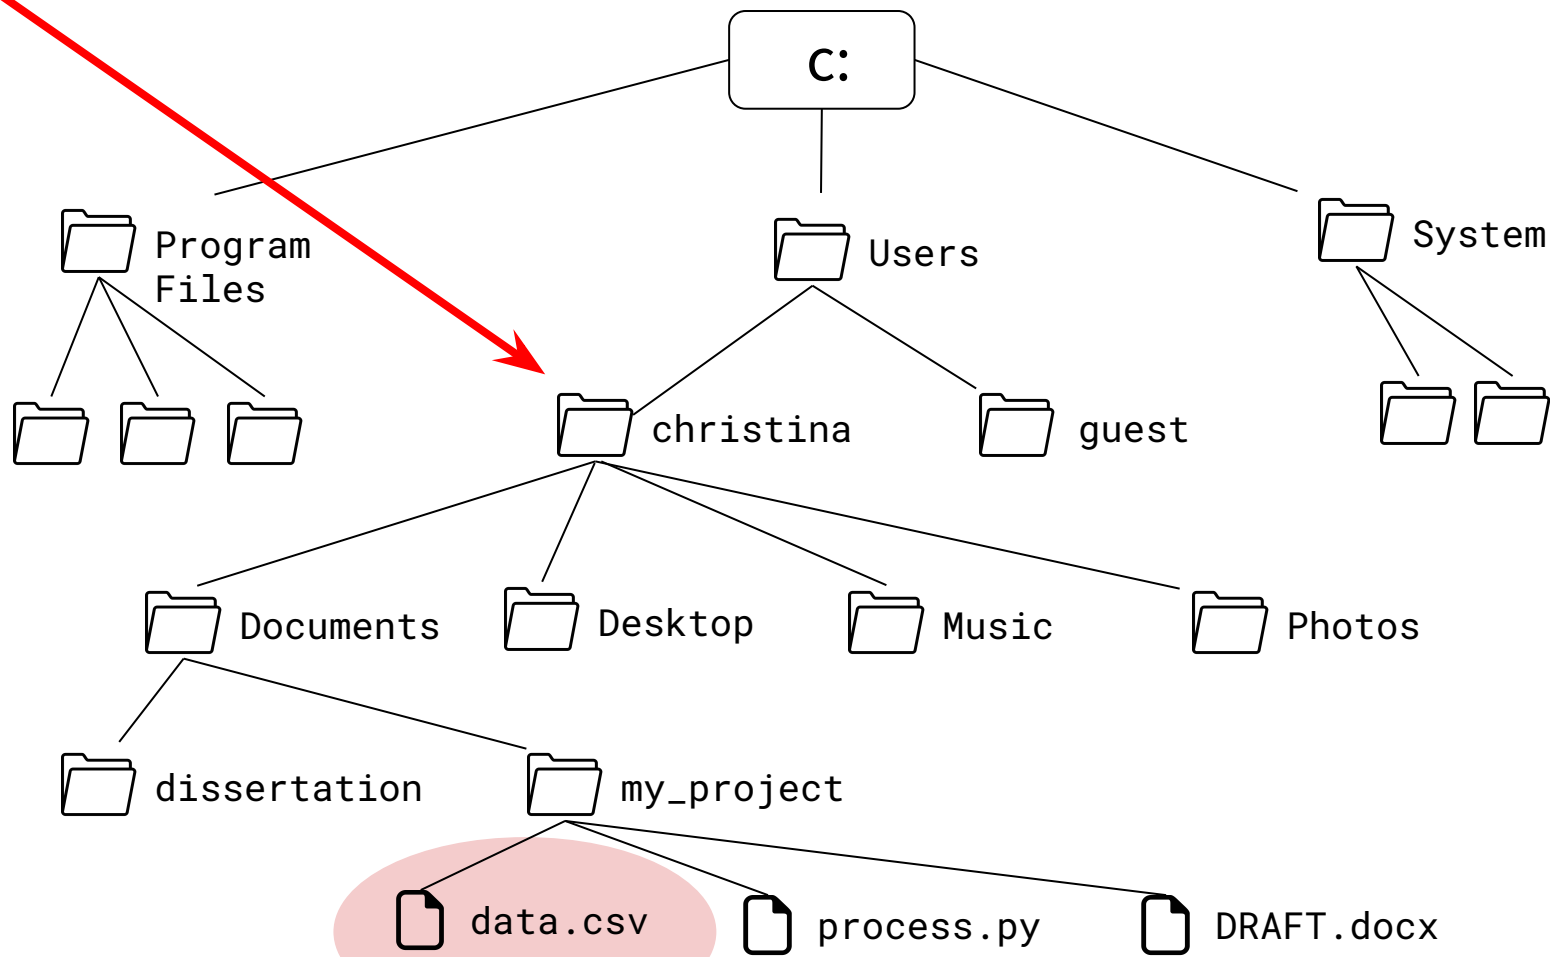 C:
Program
Files
Users
System
christina
guest
Documents
Desktop
Music
Photos
dissertation
my_project
data.csv
process.py
DRAFT.docx